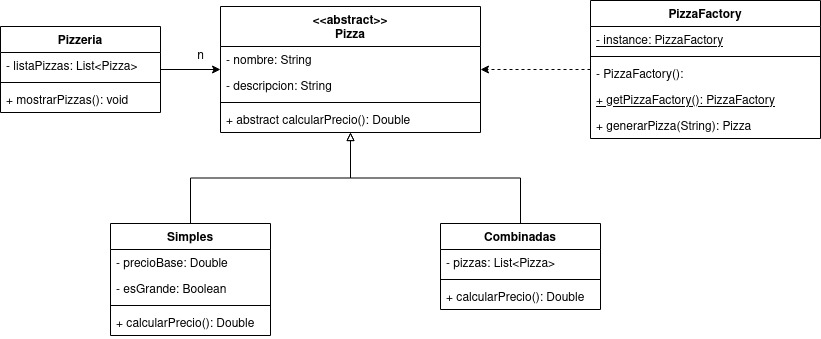 Pizzeria
- listaPizzas: List<Pizza>
+ mostrarPizzas(): void
n
<<abstract>>
Pizza
- nombre: String
- descripcion: String
+ abstract calcularPrecio(): Double
PizzaFactory
- instance: PizzaFactory
- PizzaFactory():
+ getPizzaFactory(): PizzaFactory
+ generarPizza(String): Pizza
Simples
- precioBase: Double
- esGrande: Boolean
+ calcularPrecio(): Double
Combinadas
- pizzas: List<Pizza>
+ calcularPrecio(): Double